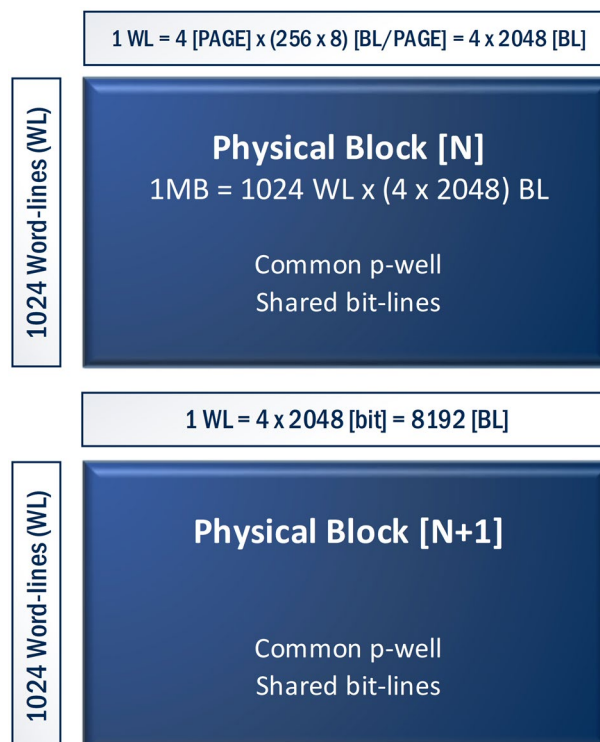 1 WL = 4 [PAGE] x (256 x 8) [BL/PAGE] = 4 x 2048 [BL]
1024 Word-lines (WL)
Physical Block [N]
1MB = 1024 WL x (4 x 2048) BL
Common p-well
Shared bit-lines
1 WL = 4 x 2048 [bit] = 8192 [BL]
1024 Word-lines (WL)
Physical Block [N+1]
Common p-well
Shared bit-lines